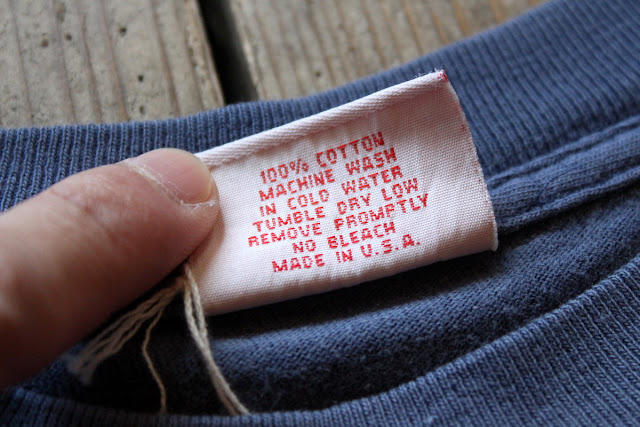 100% COTTON
MACHINE WASH
IN COLD WATER
TUMBLE DRY LOW
REMOVE PROMPTLY
NO BLEACH
MADE IN U.S.A.